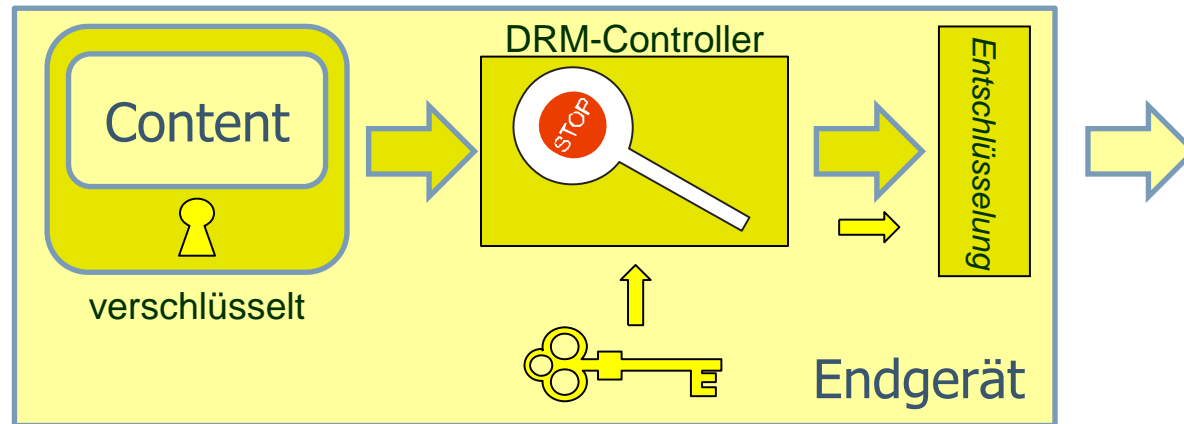 DRM-Controller
Content
STOP
Entschlüsselung
verschlüsselt
Endgerät